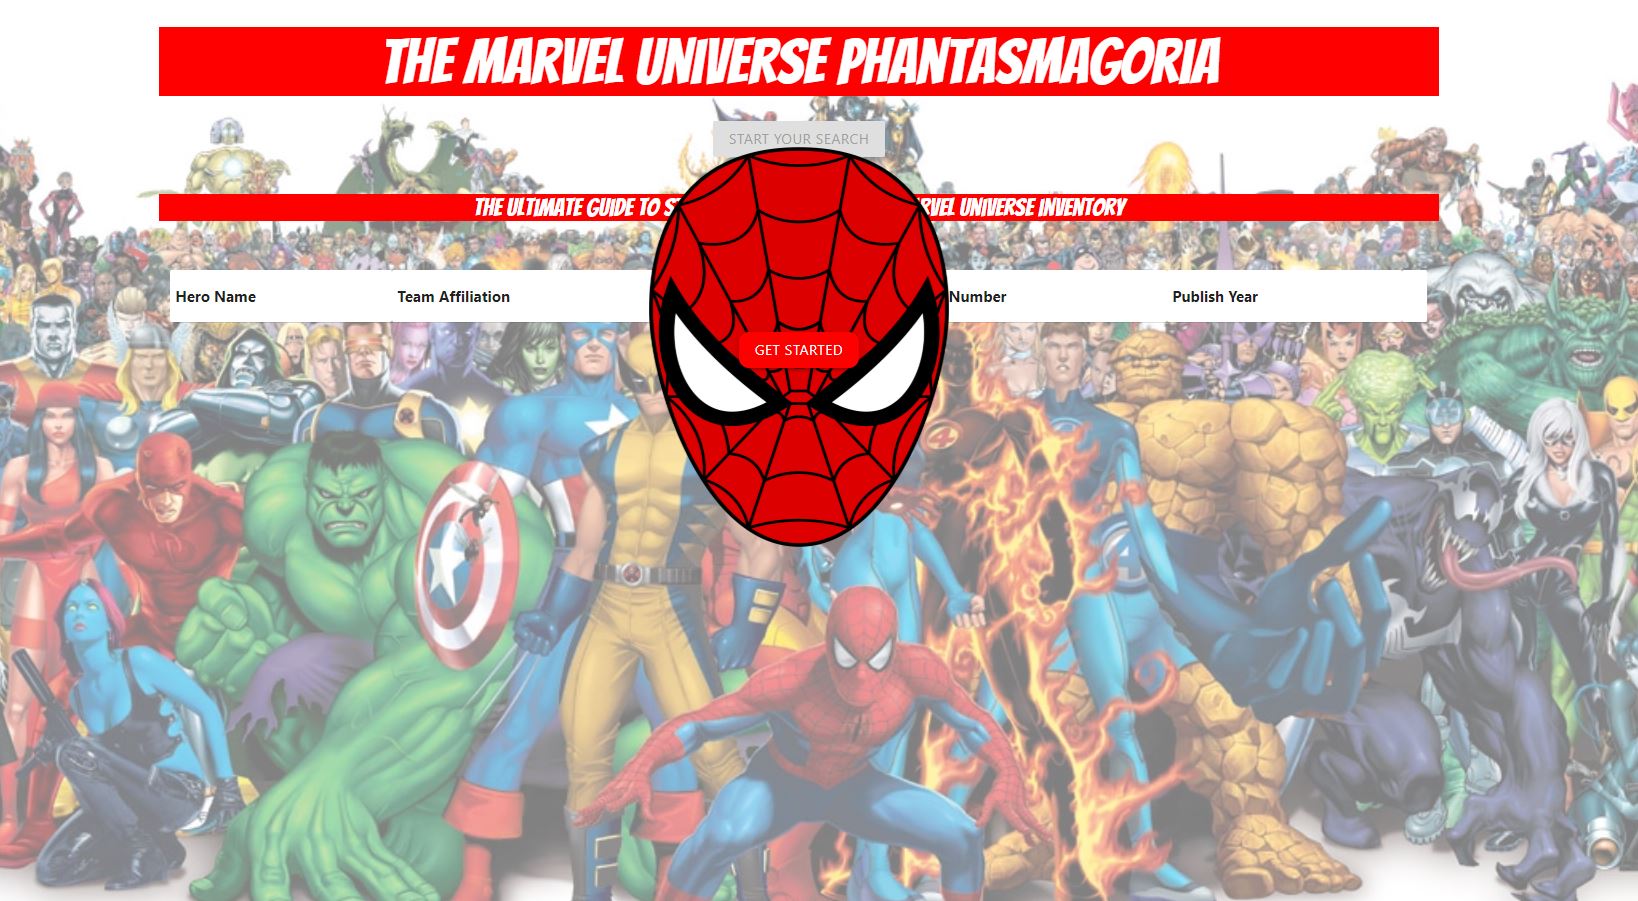 THE MARVEL UNIVERSE PHANTASMAGORIA
START YOUR SEARCH
THE ULTIMATE GUIDE TO UNIVERSE INVENTORY
Hero Name Team Affiliation Number Publish Year
GET STARTED
4